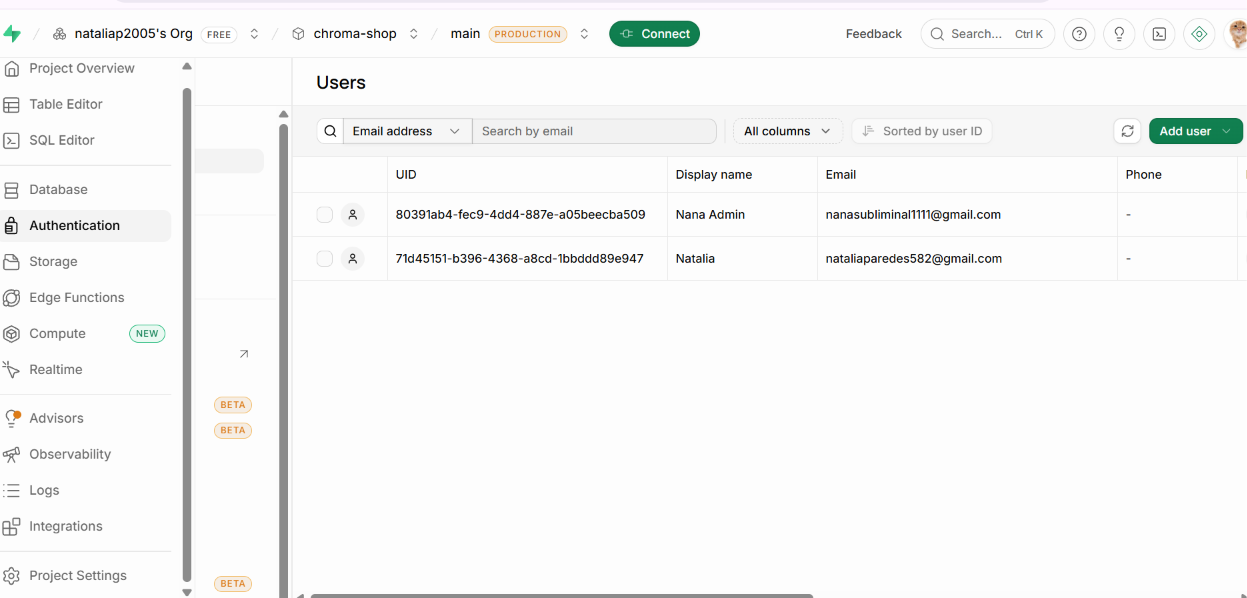 nataliap2005's Org FREE chroma-shop main PRODUCTION Connect Feedback Search... Ctrl K
Project Overview
Table Editor
SQL Editor
Database
Authentication
Storage
Edge Functions
Compute NEW
Realtime
Advisors
Observability
Logs
Integrations
Project Settings
BETA
BETA
BETA
Users
Email address Search by email All columns Sorted by user ID Add user
UID Display name Email Phone
80391ab4-fec9-4dd4-887e-a05beecba509 Nana Admin nanasubliminal1111@gmail.com -
71d45151-b396-4368-a8cd-1bbddd89e947 Natalia nataliaparedes582@gmail.com -